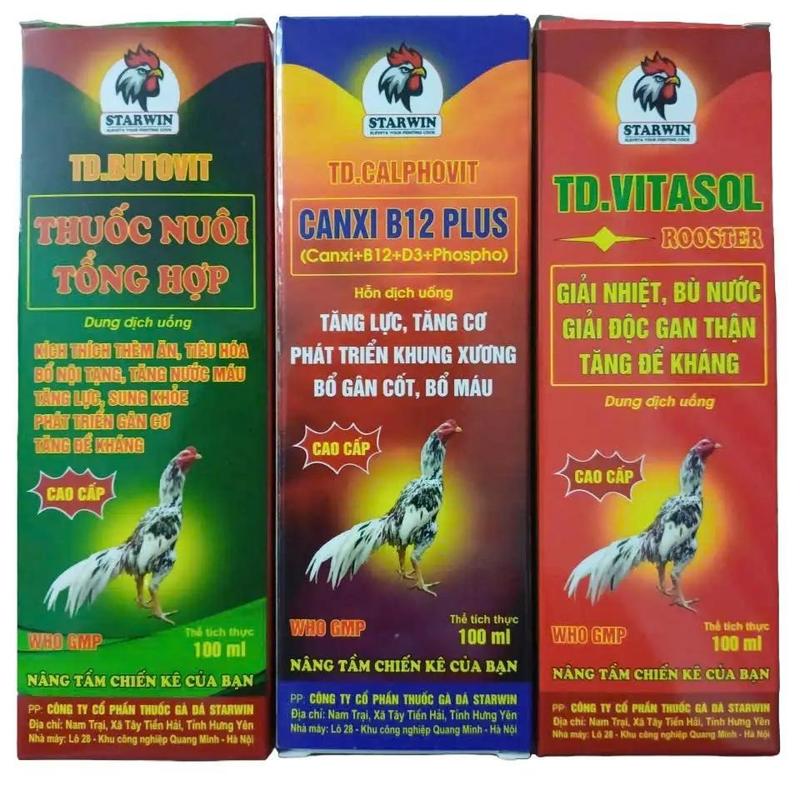 STARWIN
ELEVATE YOUR FIGHTING COCK
TD.BUTOVIT
THUỐC NUÔI
TỔNG HỢP
Dung dịch uống
KÍCH THÍCH THÈM ĂN, TIÊU HÓA
BỔ NỘI TẠNG, TĂNG NƯỚC MÁU
TĂNG LỰC, SUNG KHỎE
PHÁT TRIỂN GÂN CƠ
TĂNG ĐỀ KHÁNG
CAO CẤP
WHO GMP
Thể tích thực
100 ml
NÂNG TẦM CHIẾN KÊ CỦA BẠN
PP: CÔNG TY CỔ PHẦN THUỐC GÀ ĐÁ STARWIN
Địa chỉ: Nam Trại, Xã Tây Tiền Hải, Tỉnh Hưng Yên
Nhà máy: Lô 28 - Khu công nghiệp Quang Minh - Hà Nội
STARWIN
ELEVATE YOUR FIGHTING COCK
TD.CALPHOVIT
CANXI B12 PLUS
(Canxi+B12+D3+Phospho)
Hỗn dịch uống
TĂNG LỰC, TĂNG CƠ
PHÁT TRIỂN KHUNG XƯƠNG
BỔ GÂN CỐT, BỔ MÁU
CAO CẤP
WHO GMP
Thể tích thực
100 ml
NÂNG TẦM CHIẾN KÊ CỦA BẠN
PP: CÔNG TY CỔ PHẦN THUỐC GÀ ĐÁ STARWIN
Địa chỉ: Nam Trại, Xã Tây Tiền Hải, Tỉnh Hưng Yên
Nhà máy: Lô 28 - Khu công nghiệp Quang Minh - Hà Nội
STARWIN
ELEVATE YOUR FIGHTING COCK
TD.VITASOL
ROOSTER
GIẢI NHIỆT, BÙ NƯỚC
GIẢI ĐỘC GAN THẬN
TĂNG ĐỀ KHÁNG
Dung dịch uống
CAO CẤP
WHO GMP
Thể tích thực
100 ml
NÂNG TẦM CHIẾN KÊ CỦA BẠN
PP: CÔNG TY CỔ PHẦN THUỐC GÀ ĐÁ STARWIN
Địa chỉ: Nam Trại, Xã Tây Tiền Hải, Tỉnh Hưng Yên
Nhà máy: Lô 28 - Khu công nghiệp Quang Minh - Hà Nội